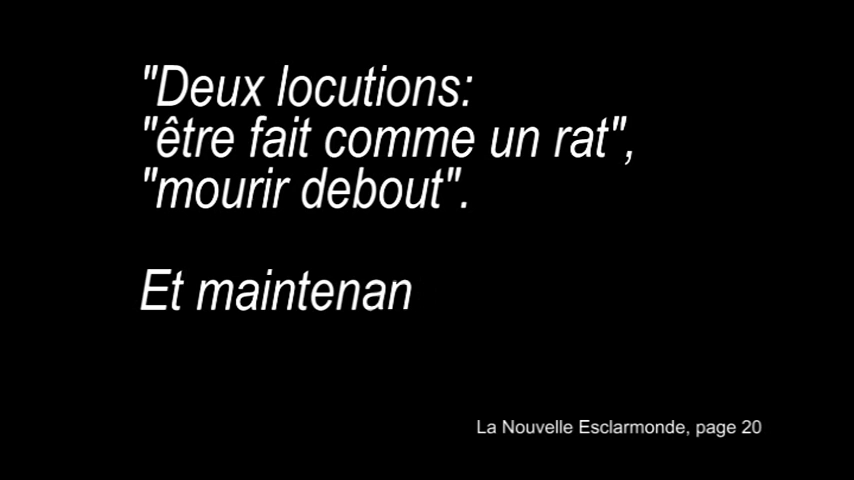 "Deux locutions:
"être fait comme un rat",
"mourir debout".
Et maintenan
La Nouvelle Esclarmonde, page 20